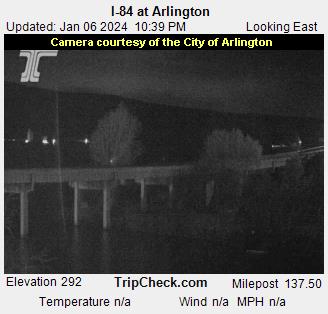 I-84 at Arlington
Updated: Jan 06 2024 10:39 PM Looking East
Camera courtesy of the City of Arlington
Elevation 292 TripCheck.com Milepost 137.50
Temperature n/a Wind n/a MPH n/a